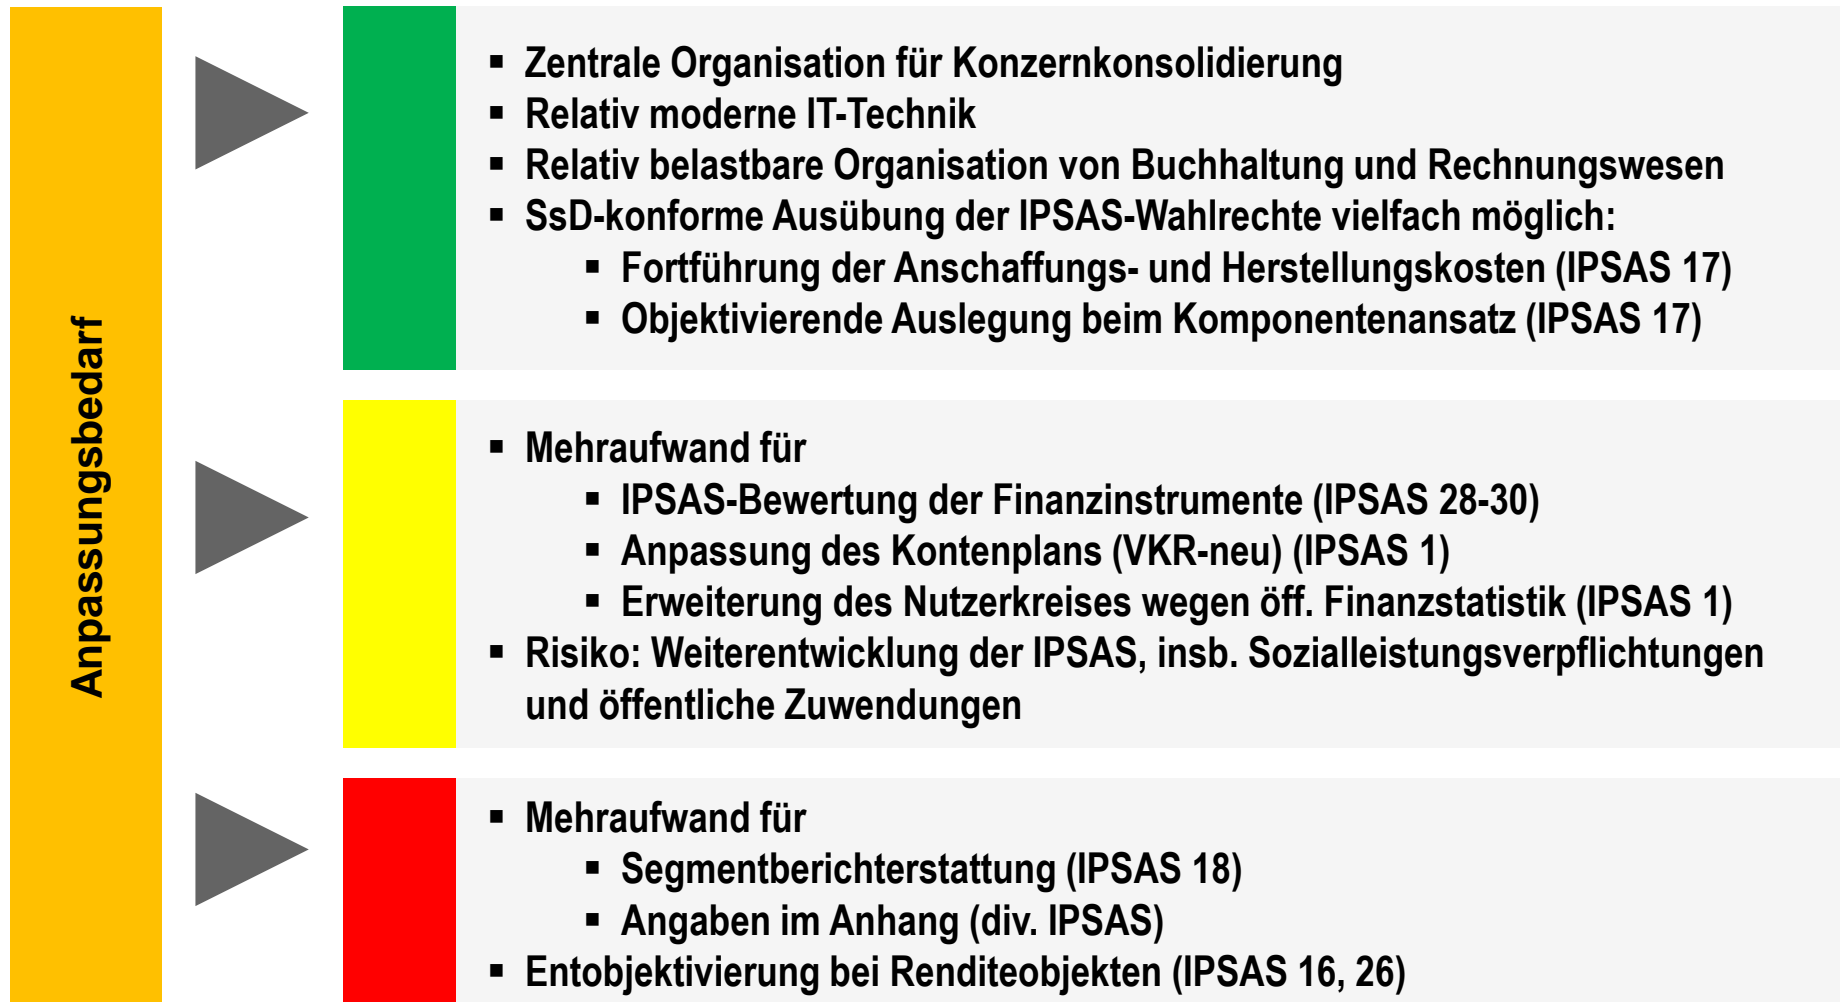 Anpassungsbedarf
▪ Zentrale Organisation für Konzernkonsolidierung
▪ Relativ moderne IT-Technik
▪ Relativ belastbare Organisation von Buchhaltung und Rechnungswesen
▪ SsD-konforme Ausübung der IPSAS-Wahlrechte vielfach möglich:
▪ Fortführung der Anschaffungs- und Herstellungskosten (IPSAS 17)
▪ Objektivierende Auslegung beim Komponentenansatz (IPSAS 17)
▪ Mehraufwand für
▪ IPSAS-Bewertung der Finanzinstrumente (IPSAS 28-30)
▪ Anpassung des Kontenplans (VKR-neu) (IPSAS 1)
▪ Erweiterung des Nutzerkreises wegen öff. Finanzstatistik (IPSAS 1)
▪ Risiko: Weiterentwicklung der IPSAS, insb. Sozialleistungsverpflichtungen
und öffentliche Zuwendungen
▪ Mehraufwand für
▪ Segmentberichterstattung (IPSAS 18)
▪ Angaben im Anhang (div. IPSAS)
▪ Entobjektivierung bei Renditeobjekten (IPSAS 16, 26)